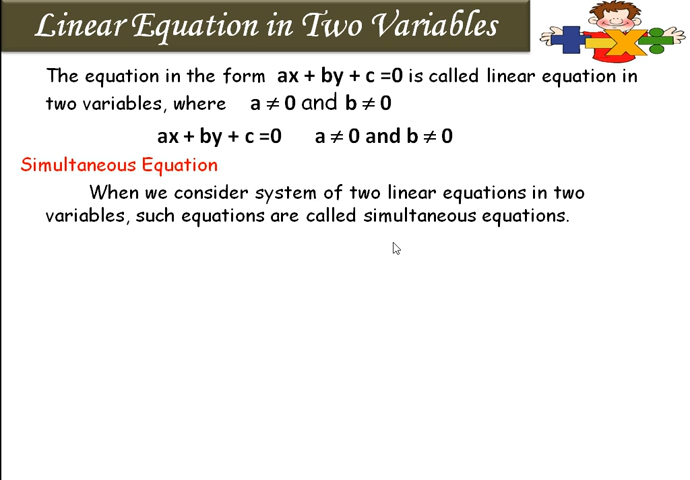 Linear Equation in Two Variables
The equation in the form ax + by + c =0 is called linear equation in
two variables, where a ≠ 0 and b ≠ 0
ax + by + c =0 a ≠ 0 and b ≠ 0
Simultaneous Equation
When we consider system of two linear equations in two
variables, such equations are called simultaneous equations.